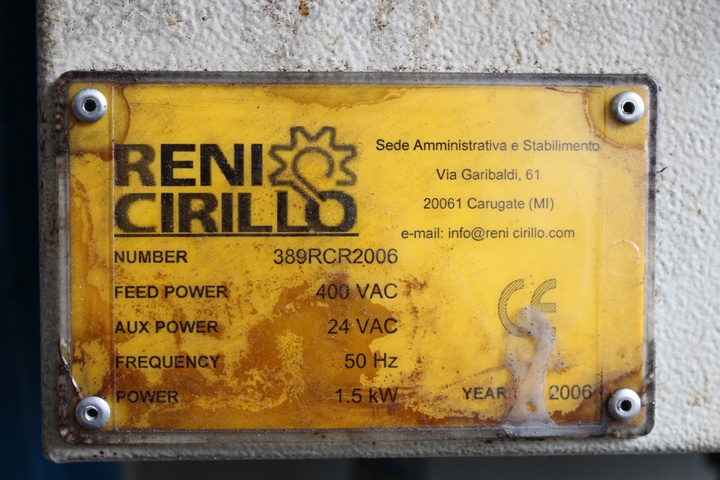 RENI
CIRILLO
Sede Amministrativa e Stabilimento
Via Garibaldi, 61
20061 Carugate (MI)
e-mail: info@reni cirillo.com
NUMBER 389RCR2006
FEED POWER 400 VAC
AUX POWER 24 VAC
FREQUENCY 50 Hz
POWER 1.5 kW
CE
YEAR 2006